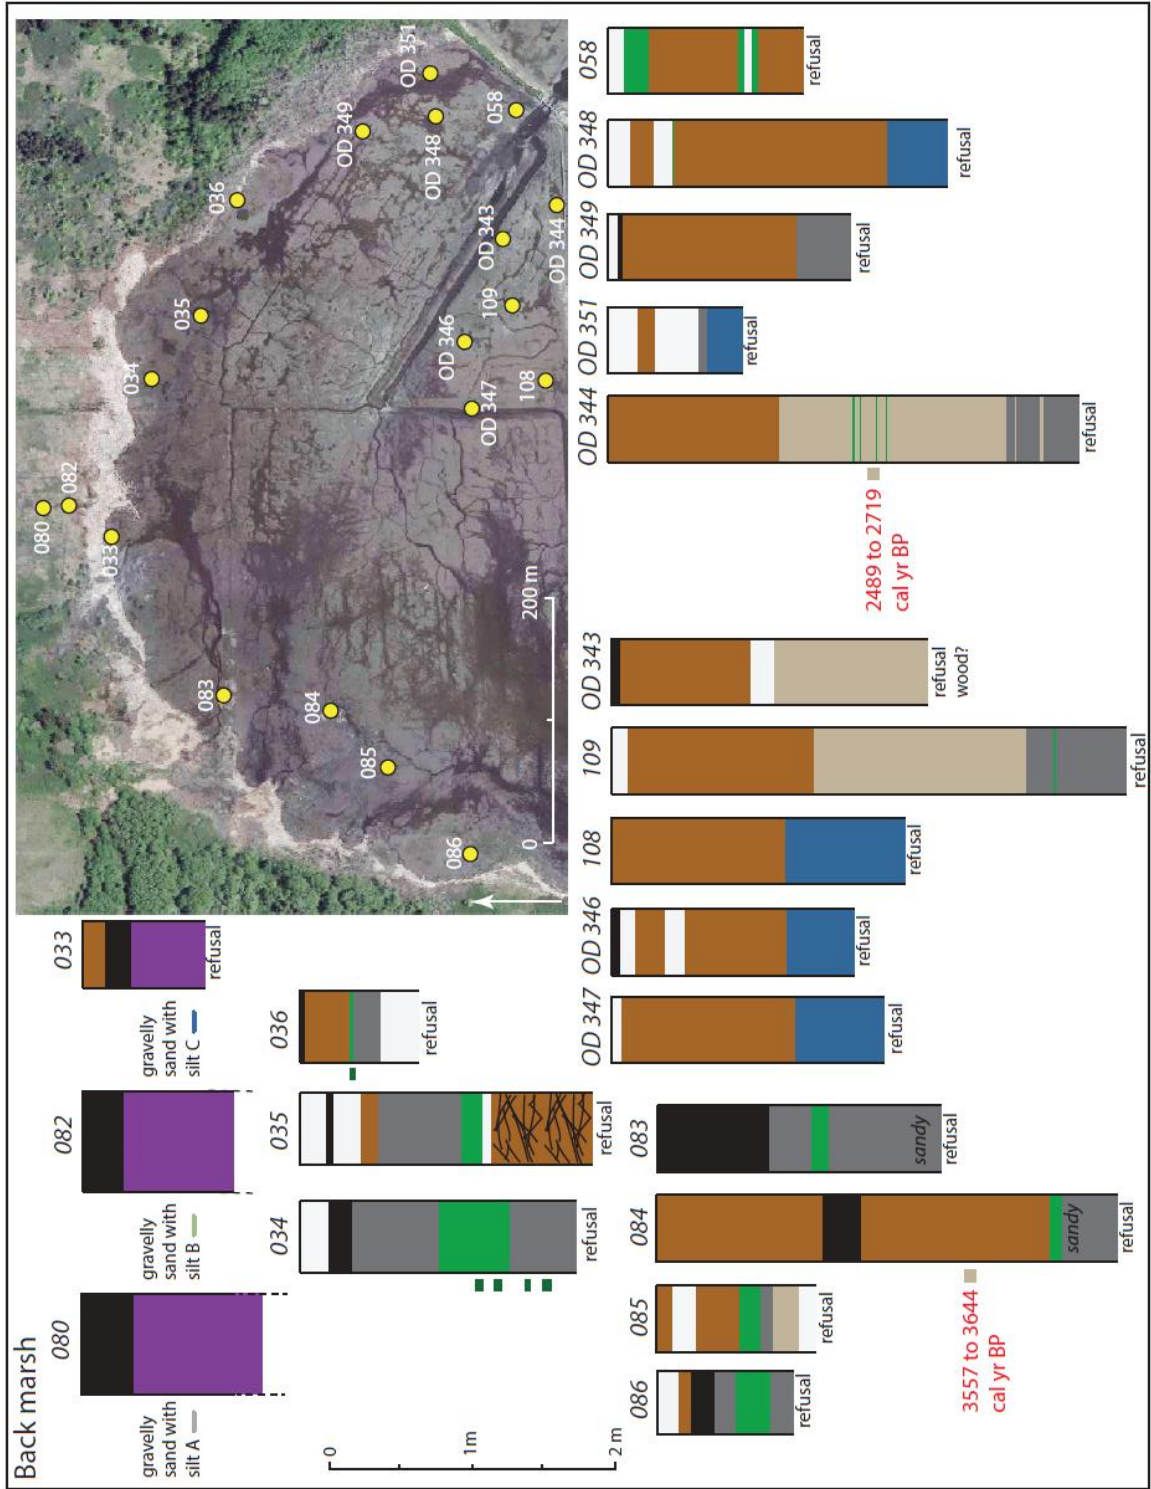 Back marsh
080
082
033
gravelly
sand with
silt A
gravelly
sand with
silt B
gravelly
sand with
silt C
refusal
0
1m
2 m
034
refusal
035
refusal
036
refusal
086
refusal
085
refusal
084
sandy
refusal
083
sandy
refusal
3557 to 3644
cal yr BP
080
082
033
034
035
036
083
084
085
086
OD 349
OD 351
OD 348
058
OD 343
OD 344
109
OD 346
108
OD 347
0
200 m
OD 347
refusal
OD 346
refusal
108
refusal
109
refusal
OD 343
refusal
wood?
2489 to 2719
cal yr BP
OD 344
refusal
OD 351
refusal
OD 349
refusal
OD 348
refusal
058
refusal